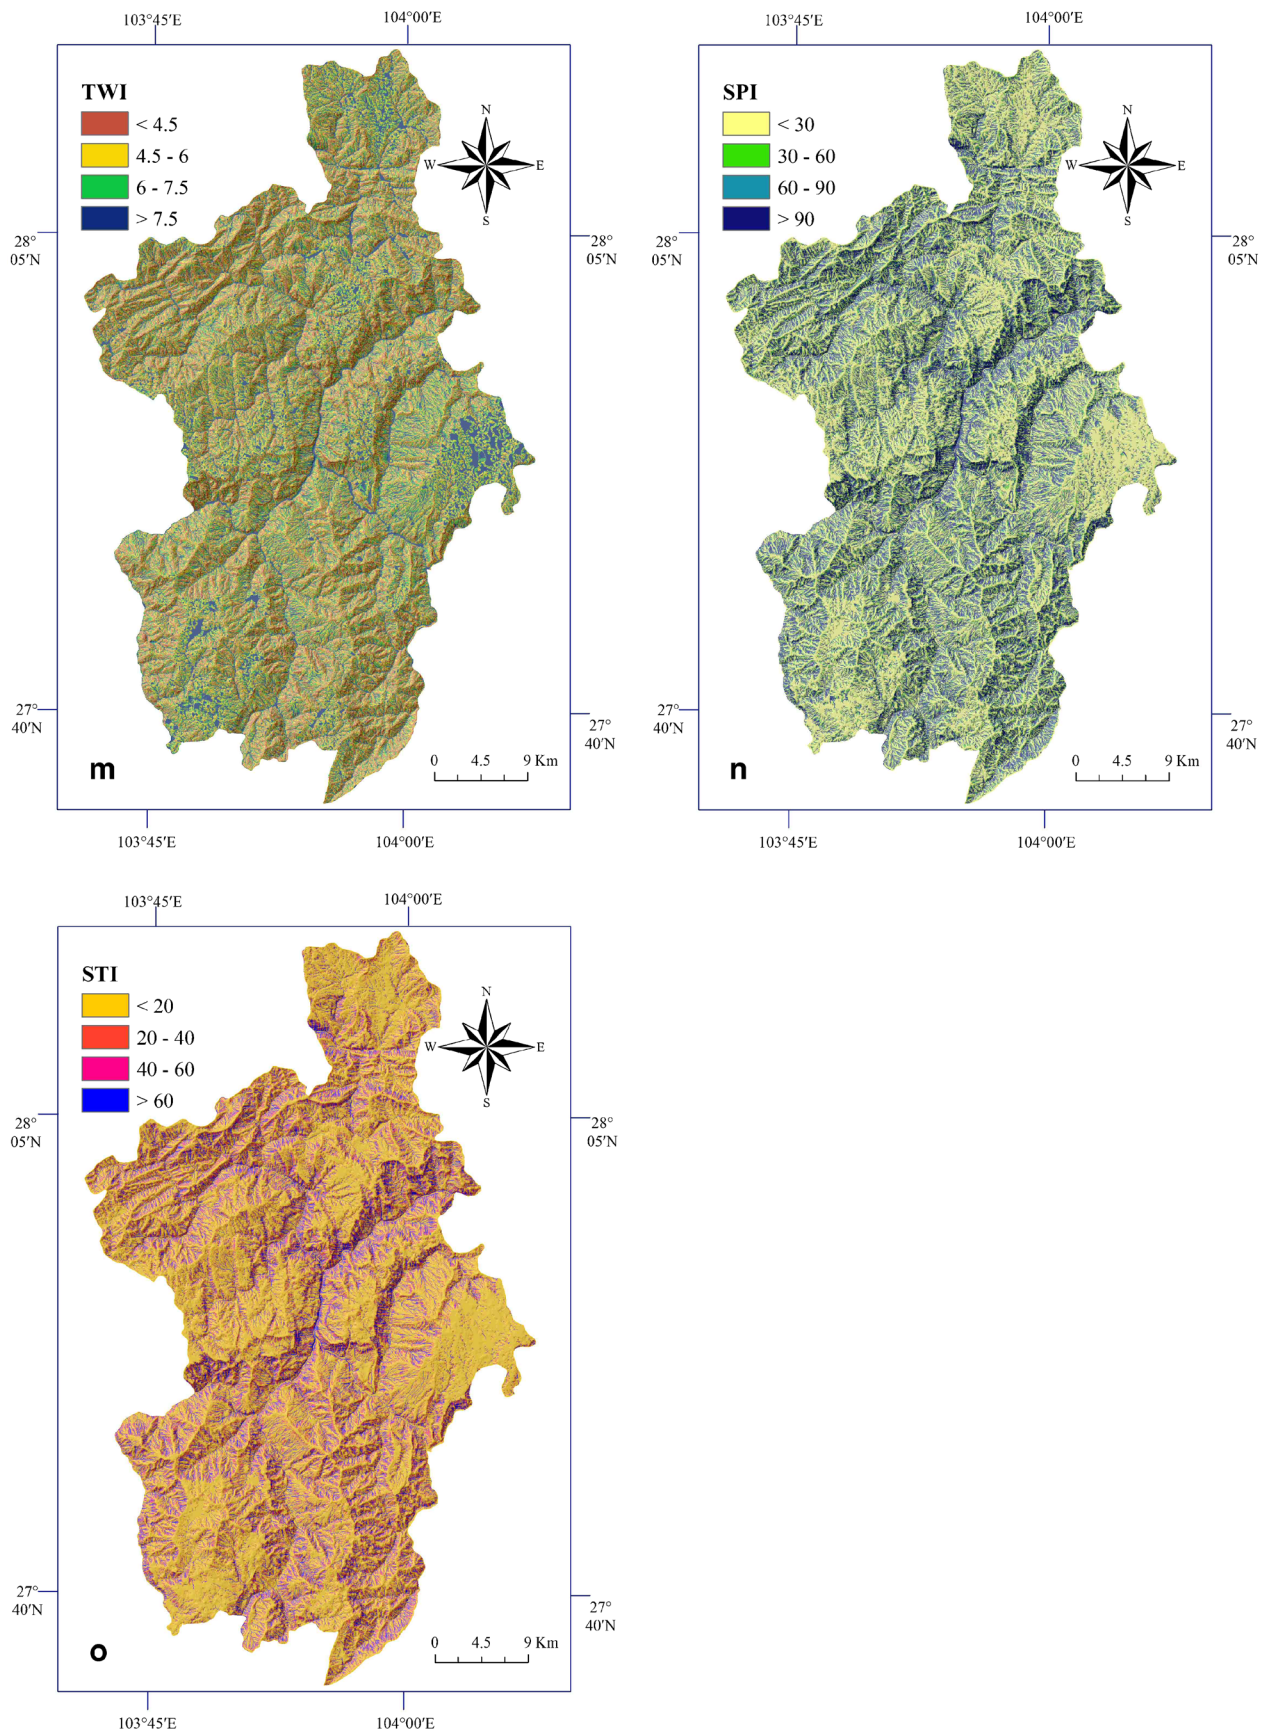 103°45′E
104°00′E
TWI
< 4.5
4.5 - 6
6 - 7.5
> 7.5
N
W
E
S
28°
05′N
28°
05′N
27°
40′N
27°
40′N
0 4.5 9 Km
m
103°45′E
104°00′E
103°45′E
104°00′E
SPI
< 30
30 - 60
60 - 90
> 90
N
W
E
S
28°
05′N
28°
05′N
27°
40′N
27°
40′N
0 4.5 9 Km
n
103°45′E
104°00′E
103°45′E
104°00′E
STI
< 20
20 - 40
40 - 60
> 60
N
W
E
S
28°
05′N
28°
05′N
27°
40′N
27°
40′N
0 4.5 9 Km
o
103°45′E
104°00′E